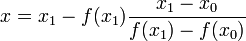 x = x_1 - f(x_1) \frac{x_1 - x_0}{f(x_1) - f(x_0)}